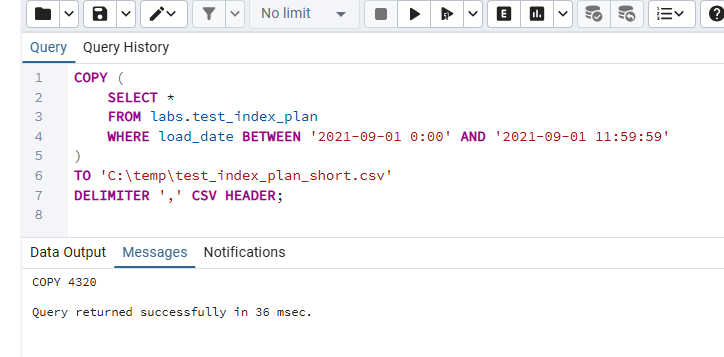 No limit
E
Query Query History
1 COPY (
2 SELECT *
3 FROM labs.test_index_plan
4 WHERE load_date BETWEEN '2021-09-01 0:00' AND '2021-09-01 11:59:59'
5 )
6 TO 'C:\temp\test_index_plan_short.csv'
7 DELIMITER ',' CSV HEADER;
8
Data Output Messages Notifications
COPY 4320
Query returned successfully in 36 msec.